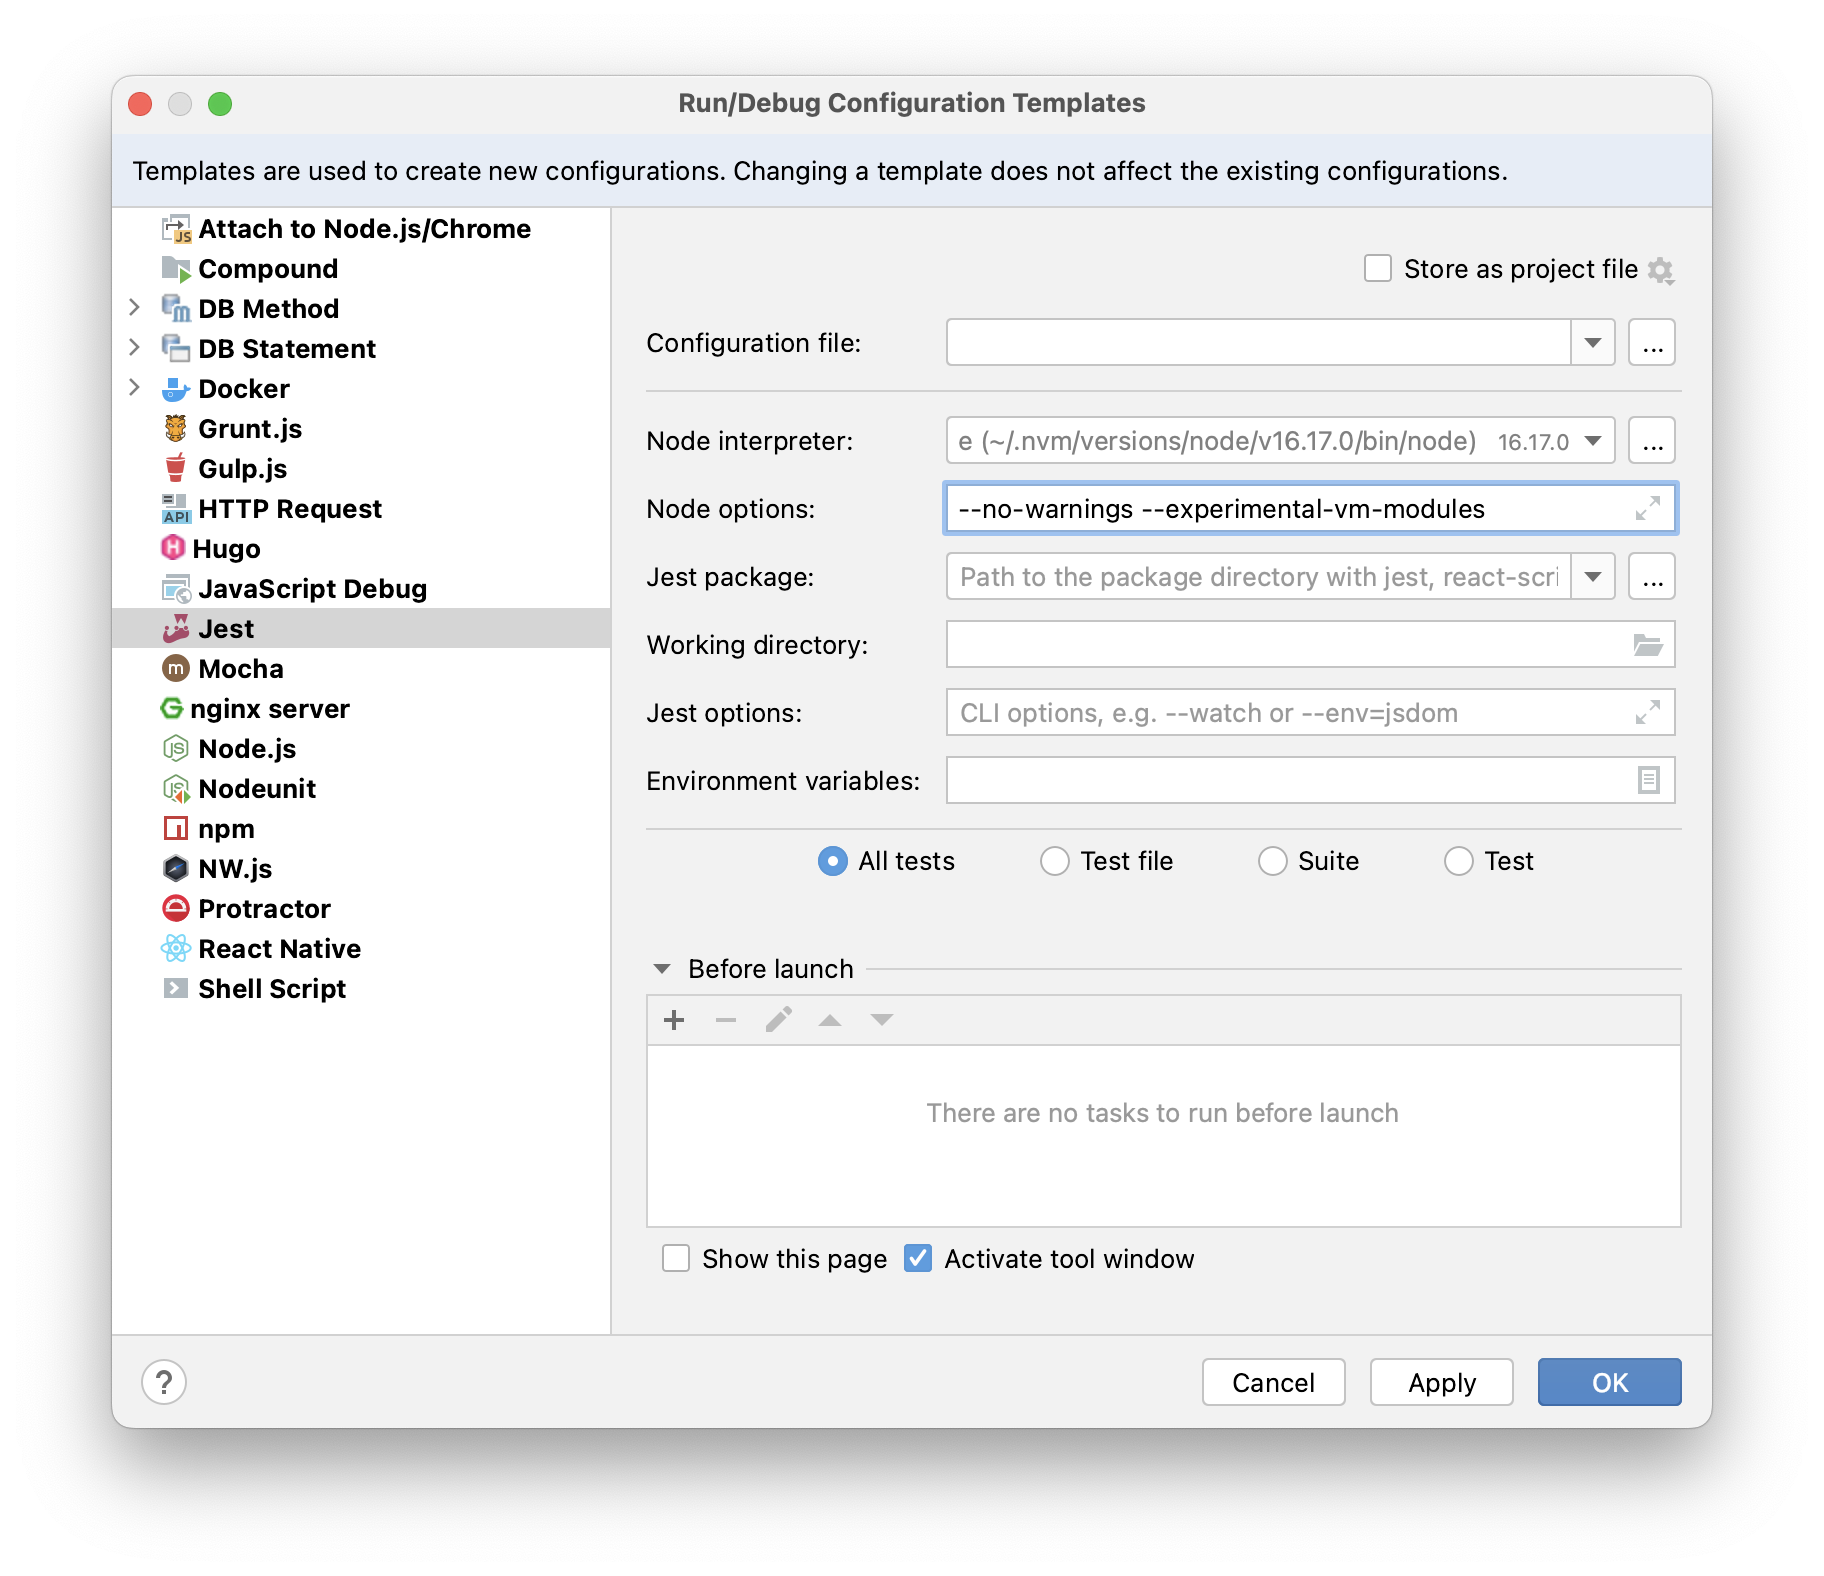 Run/Debug Configuration Templates
Templates are used to create new configurations. Changing a template does not affect the existing configurations.
Attach to Node.js/Chrome
Compound
DB Method
DB Statement
Docker
Grunt.js
Gulp.js
API HTTP Request
Hugo
JavaScript Debug
Jest
Mocha
nginx server
Node.js
Nodeunit
npm
NW.js
Protractor
React Native
Shell Script
Store as project file
Configuration file: ...
Node interpreter: e (~/.nvm/versions/node/v16.17.0/bin/node) 16.17.0 ...
Node options: --no-warnings --experimental-vm-modules
Jest package: Path to the package directory with jest, react-scri ...
Working directory:
Jest options: CLI options, e.g. --watch or --env=jsdom
Environment variables:
All tests Test file Suite Test
Before launch
There are no tasks to run before launch
Show this page Activate tool window
? Cancel Apply OK